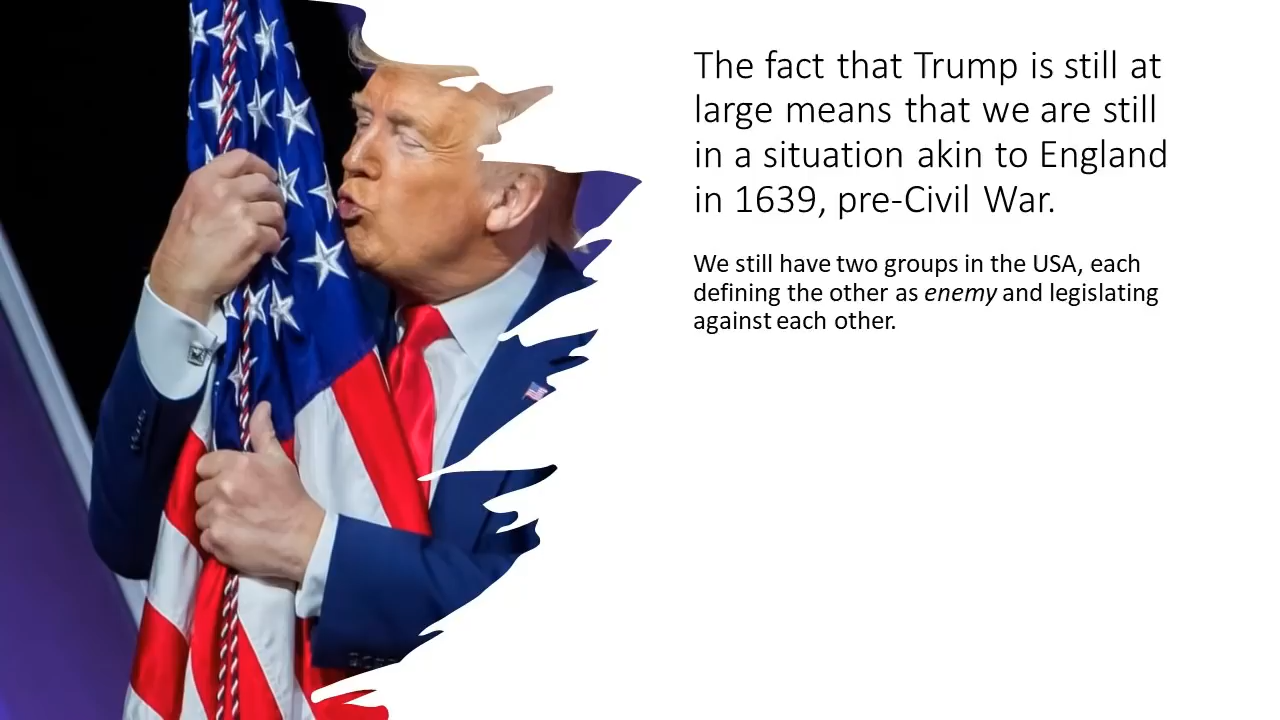 The fact that Trump is still at
large means that we are still
in a situation akin to England
in 1639, pre-Civil War.
We still have two groups in the USA, each
defining the other as enemy and legislating
against each other.